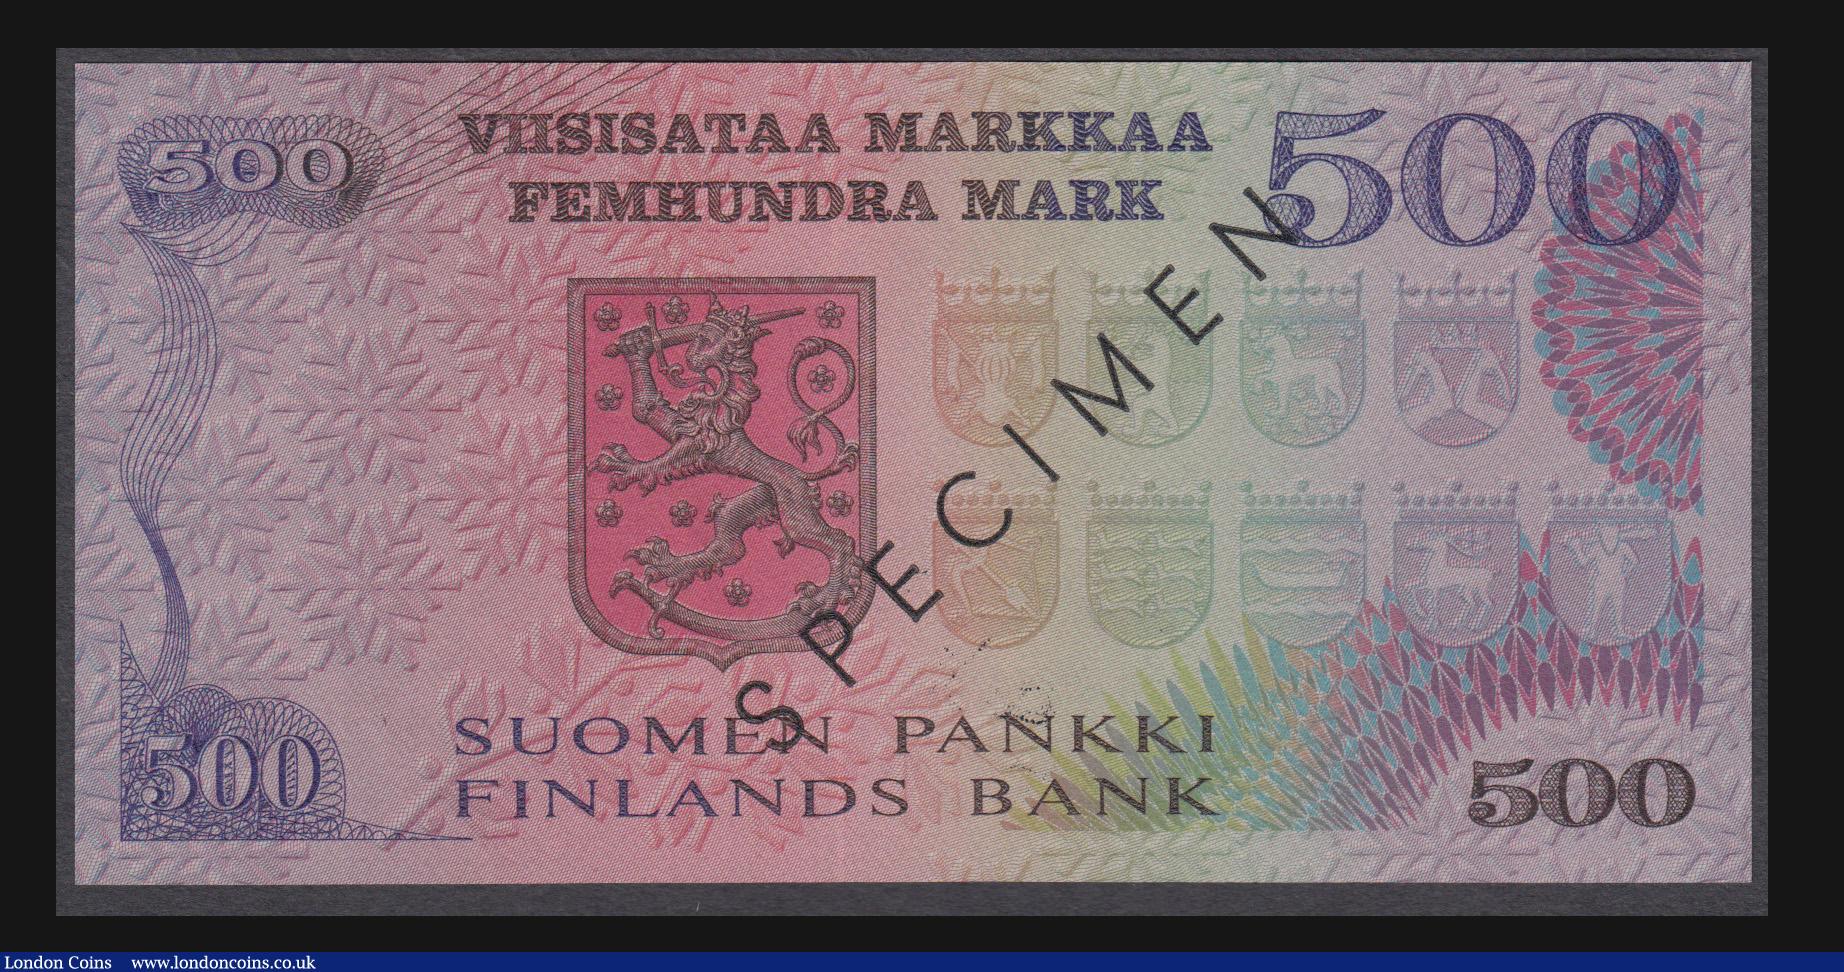 500
VIISISATAA MARKKAA
FEMHUNDRA MARK
500
SPECIMEN
500
SUOMEN PANKKI
FINLANDS BANK
500
London Coins www.londoncoins.co.uk